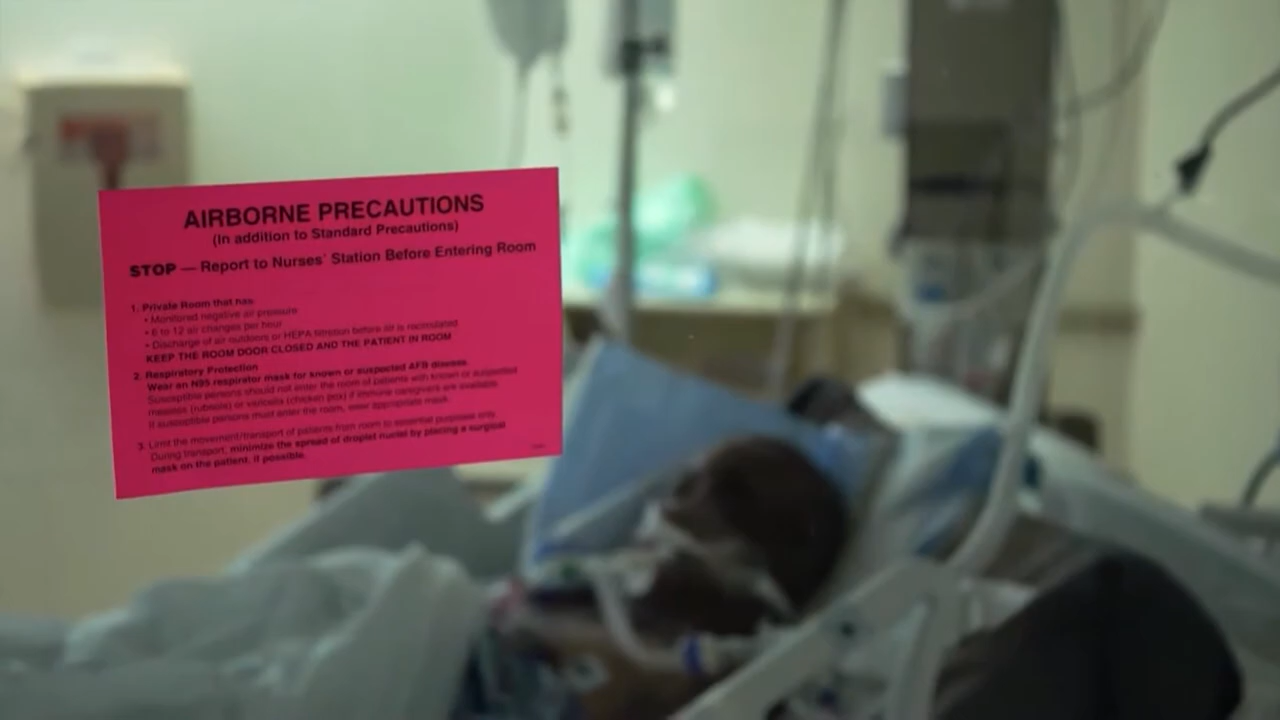 AIRBORNE PRECAUTIONS
(In addition to Standard Precautions)
STOP — Report to Nurses' Station Before Entering Room
1. Private Room that has:
• Monitored negative air pressure
• 6 to 12 air changes per hour
• Discharge of air outdoors or HEPA filtration before air is recirculated
KEEP THE ROOM DOOR CLOSED AND THE PATIENT IN ROOM
2. Respiratory Protection
Wear an N95 respirator mask for known or suspected AFB disease.
Susceptible persons should not enter the room of patients with known or suspected
measles (rubeola) or varicella (chicken pox) if immune caregivers are available.
If susceptible persons must enter the room, wear appropriate mask.
3. Limit the movement/transport of patients from room to essential purposes only.
During transport, minimize the spread of droplet nuclei by placing a surgical
mask on the patient, if possible.